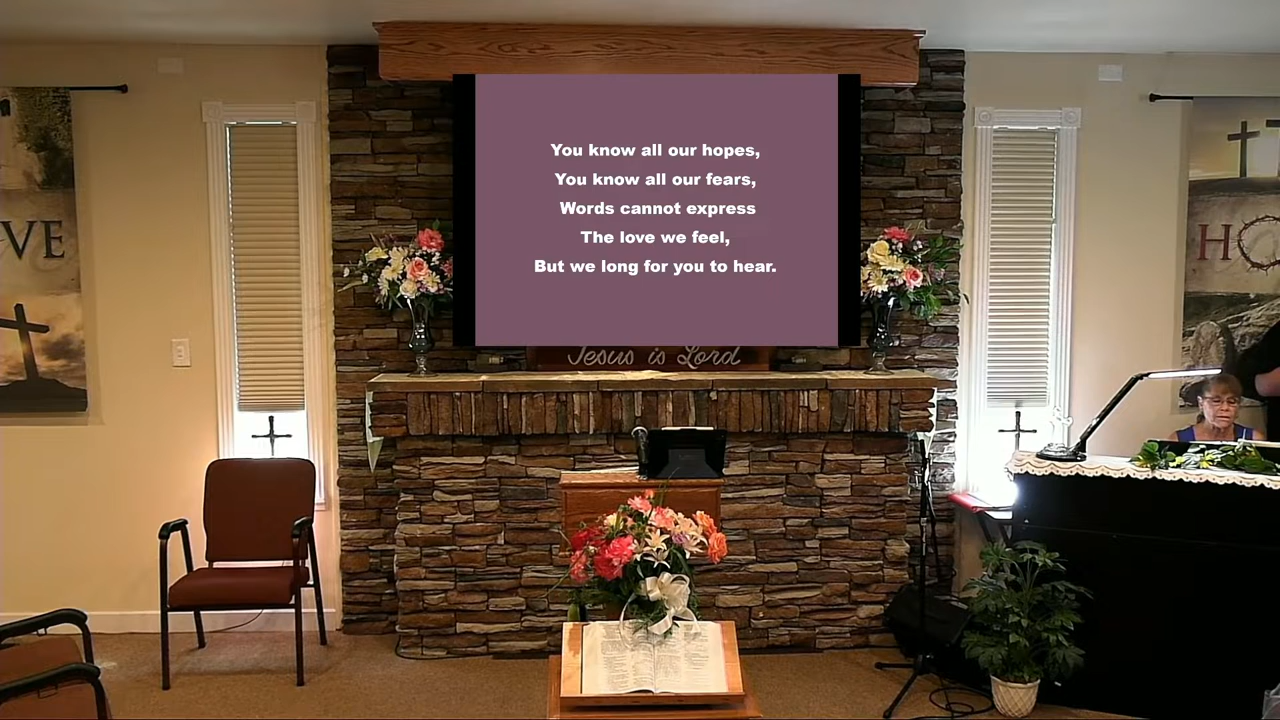 You know all our hopes,
You know all our fears,
Words cannot express
The love we feel,
But we long for you to hear.
Jesus is Lord
VE
HO